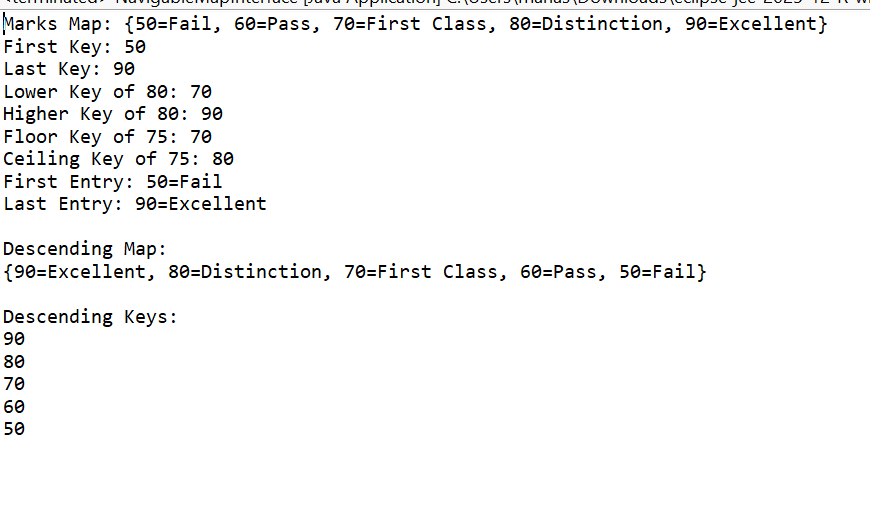 <terminated> NavigableMapInterface [Java Application] C:\Users\manas\Downloads\eclipse-jee-2025-12-R-wi
Marks Map: {50=Fail, 60=Pass, 70=First Class, 80=Distinction, 90=Excellent}
First Key: 50
Last Key: 90
Lower Key of 80: 70
Higher Key of 80: 90
Floor Key of 75: 70
Ceiling Key of 75: 80
First Entry: 50=Fail
Last Entry: 90=Excellent
Descending Map:
{90=Excellent, 80=Distinction, 70=First Class, 60=Pass, 50=Fail}
Descending Keys:
90
80
70
60
50